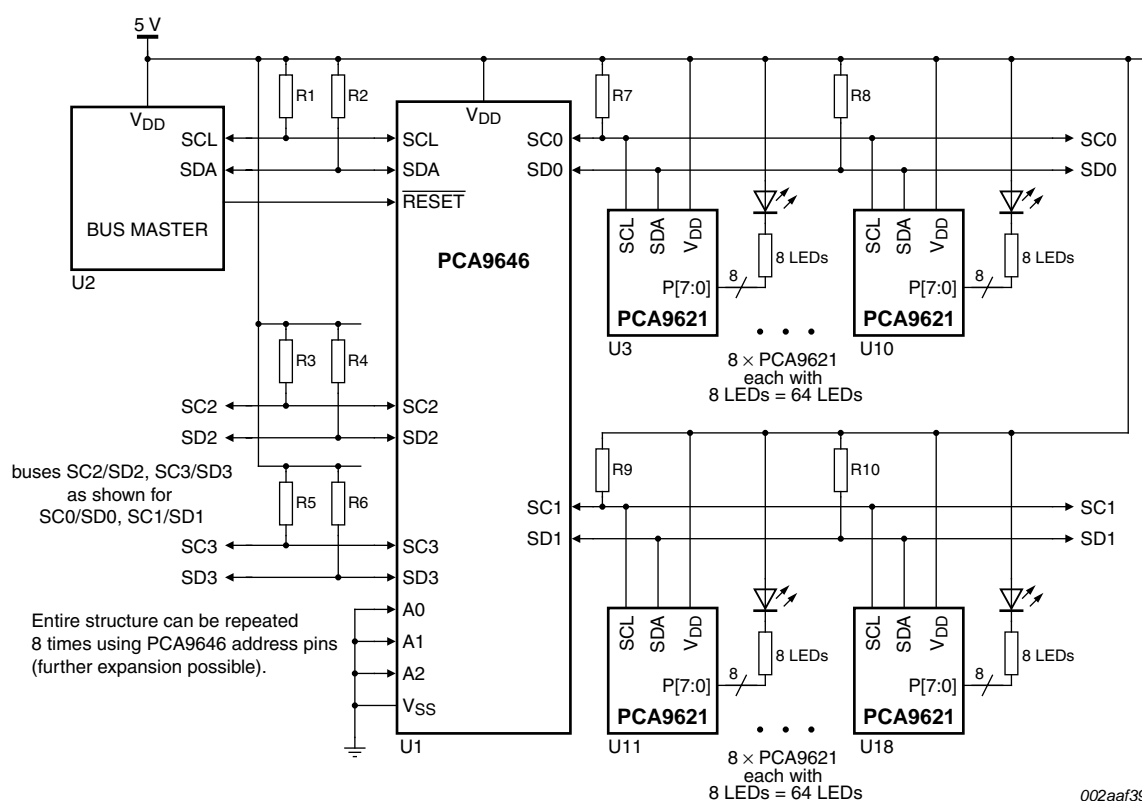 5 V
R1
R2
R7
R8
VDD
SCL
SDA
BUS MASTER
U2
VDD
SCL
SDA
RESET
PCA9646
SC0
SD0
SC0
SD0
SCL
SDA
VDD
8 LEDs
P[7:0]
8
PCA9621
U3
SCL
SDA
VDD
8 LEDs
P[7:0]
8
PCA9621
U10
8 × PCA9621
each with
8 LEDs = 64 LEDs
R3
R4
SC2
SC2
SD2
SD2
buses SC2/SD2, SC3/SD3
as shown for
SC0/SD0, SC1/SD1
R5
R6
SC3
SC3
SD3
SD3
Entire structure can be repeated
8 times using PCA9646 address pins
(further expansion possible).
A0
A1
A2
VSS
U1
R9
R10
SC1
SC1
SD1
SD1
SCL
SDA
VDD
8 LEDs
P[7:0]
8
PCA9621
U11
SCL
SDA
VDD
8 LEDs
P[7:0]
8
PCA9621
U18
8 × PCA9621
each with
8 LEDs = 64 LEDs